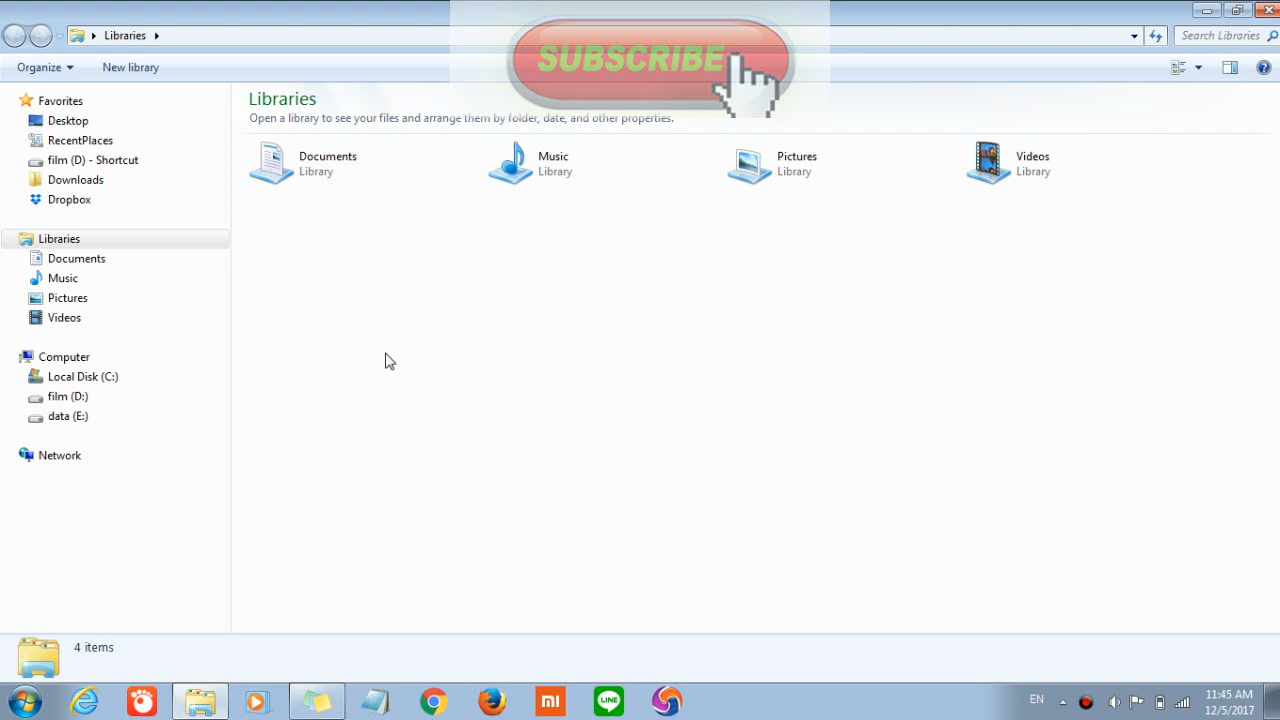 Libraries
Search Libraries
SUBSCRIBE
Organize
New library
Favorites
Desktop
RecentPlaces
film (D) - Shortcut
Downloads
Dropbox
Libraries
Documents
Music
Pictures
Videos
Computer
Local Disk (C:)
film (D:)
data (E:)
Network
Libraries
Open a library to see your files and arrange them by folder, date, and other properties.
Documents
Library
Music
Library
Pictures
Library
Videos
Library
4 items
mi
LINE
EN
11:45 AM
12/5/2017